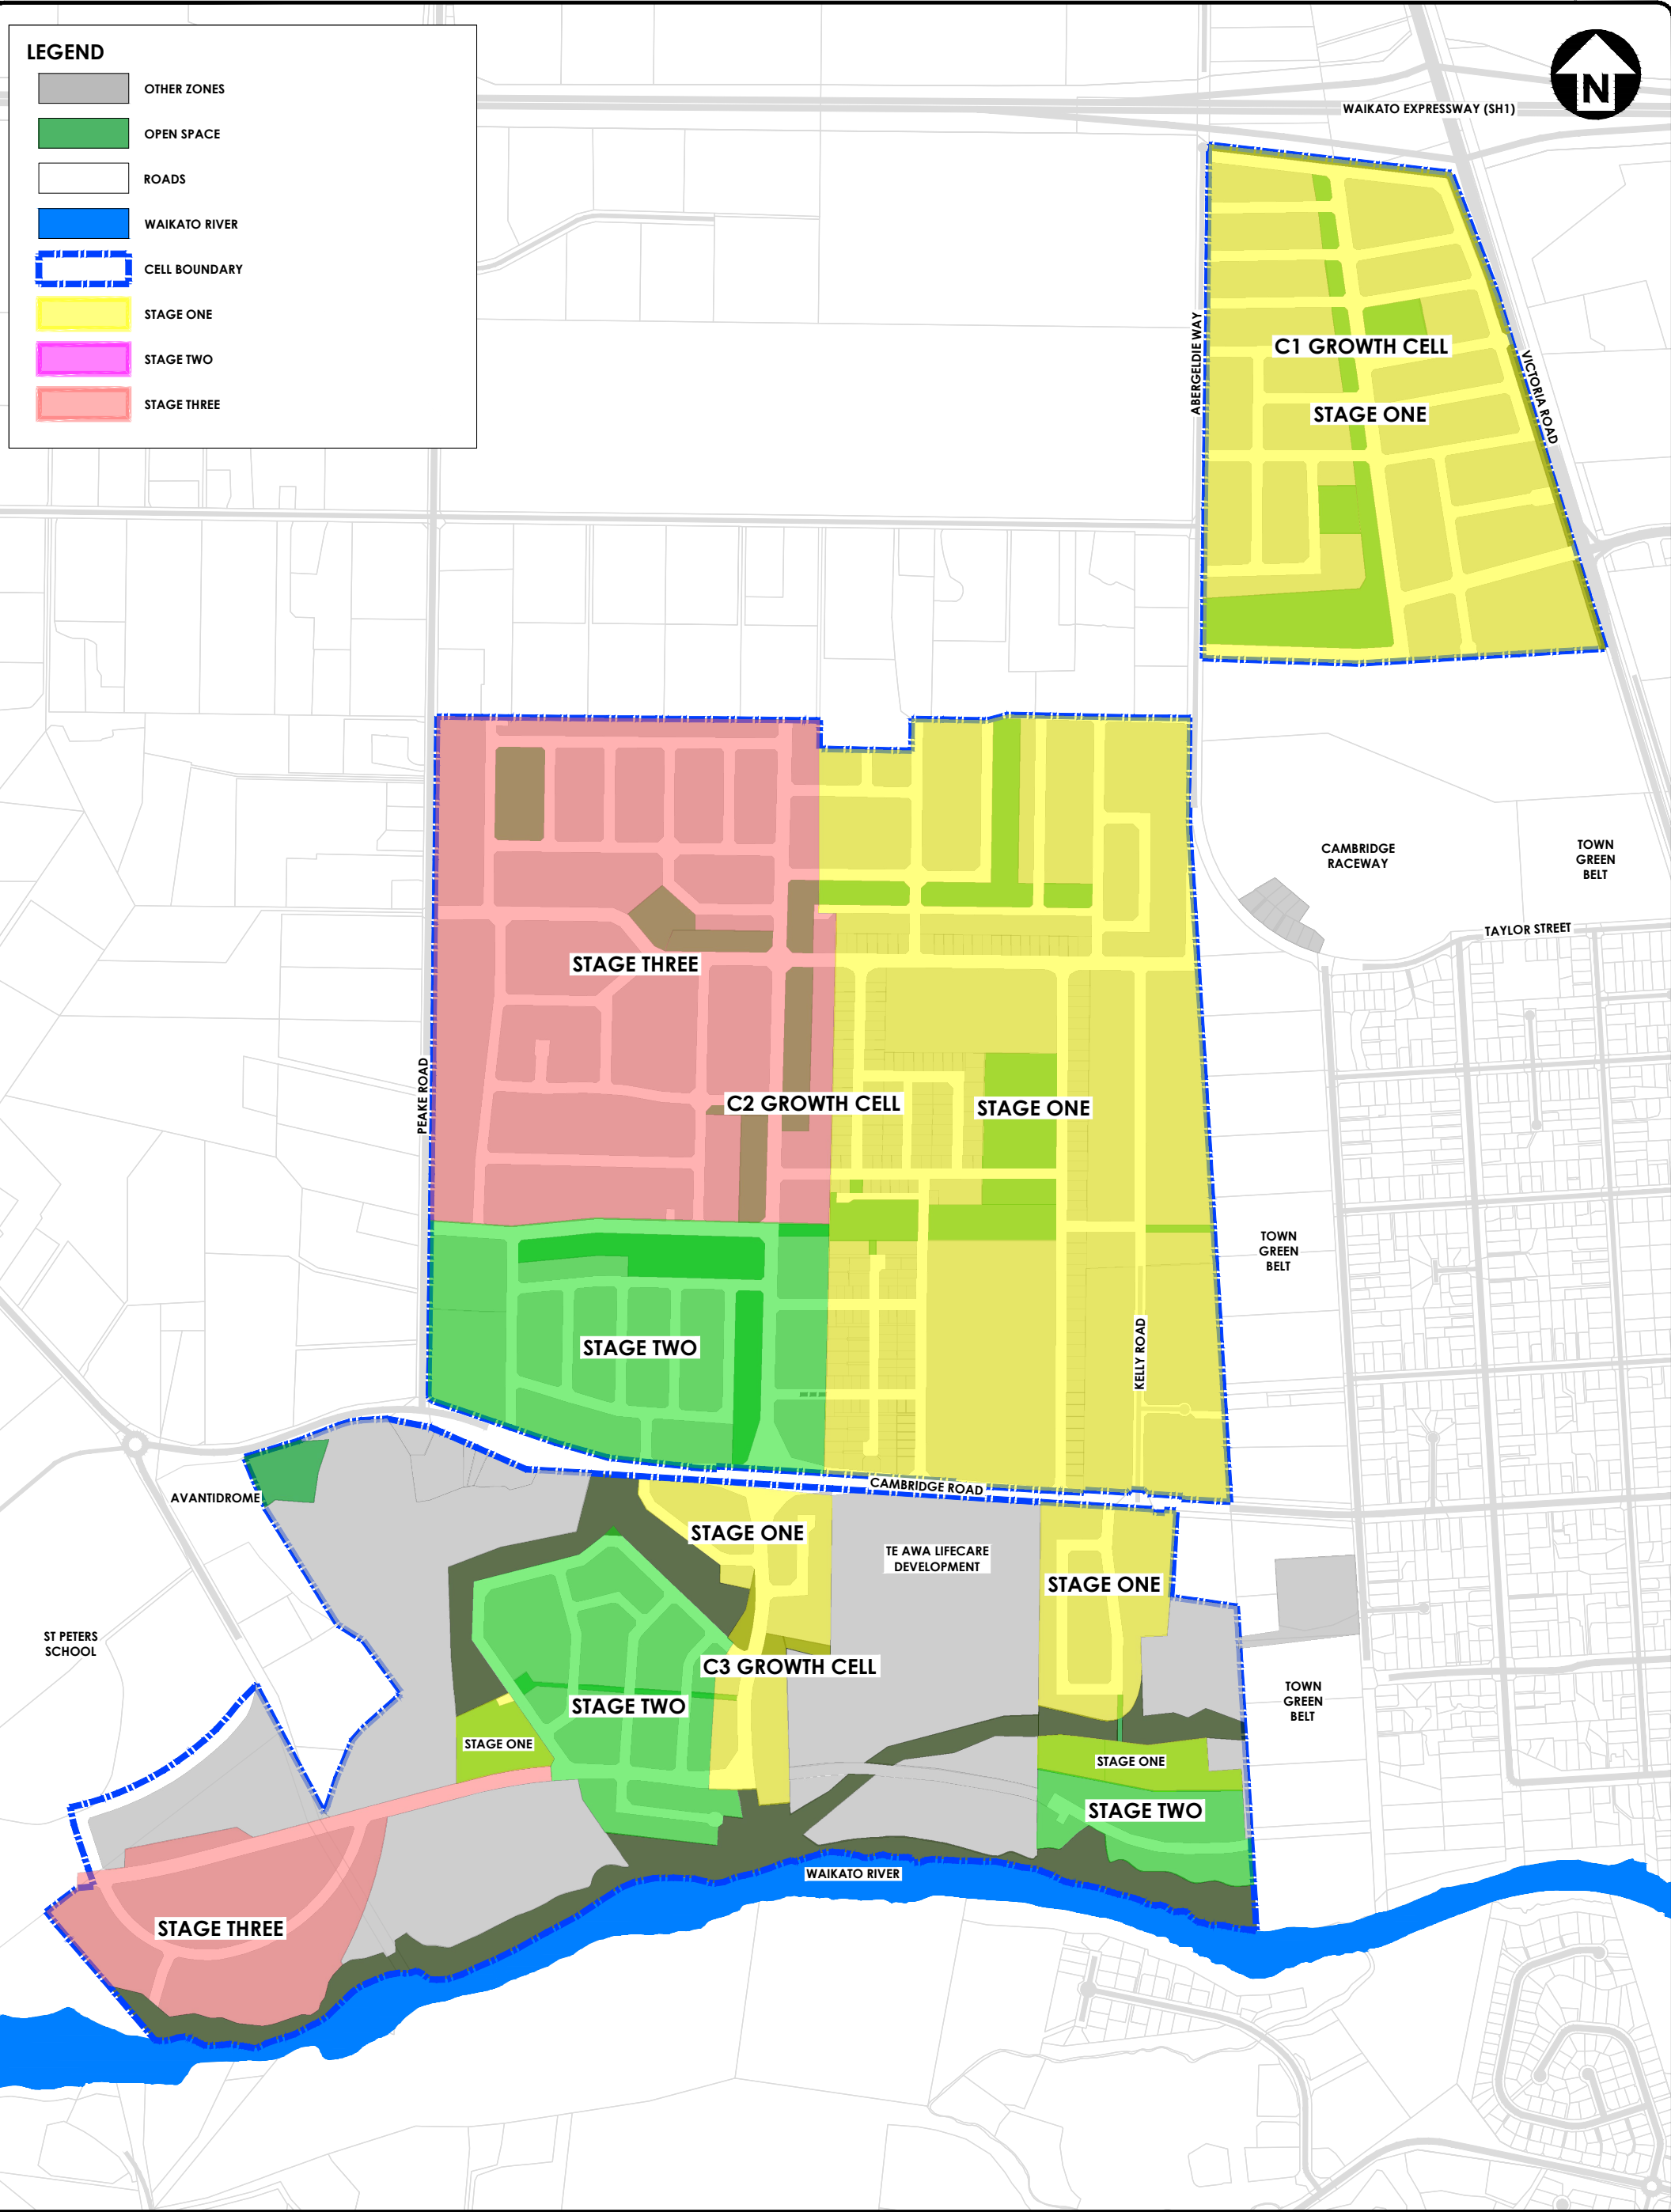 LEGEND
OTHER ZONES
OPEN SPACE
ROADS
WAIKATO RIVER
CELL BOUNDARY
STAGE ONE
STAGE TWO
STAGE THREE
N
WAIKATO EXPRESSWAY (SH1)
ABERGELDIE WAY
C1 GROWTH CELL
VICTORIA ROAD
STAGE ONE
CAMBRIDGE
RACEWAY
TOWN
GREEN
BELT
TAYLOR STREET
STAGE THREE
PEAKE ROAD
C2 GROWTH CELL
STAGE ONE
TOWN
GREEN
BELT
STAGE TWO
KELLY ROAD
CAMBRIDGE ROAD
AVANTIDROME
STAGE ONE
TE AWA LIFECARE
DEVELOPMENT
STAGE ONE
ST PETERS
SCHOOL
C3 GROWTH CELL
STAGE TWO
TOWN
GREEN
BELT
STAGE ONE
STAGE ONE
STAGE TWO
WAIKATO RIVER
STAGE THREE